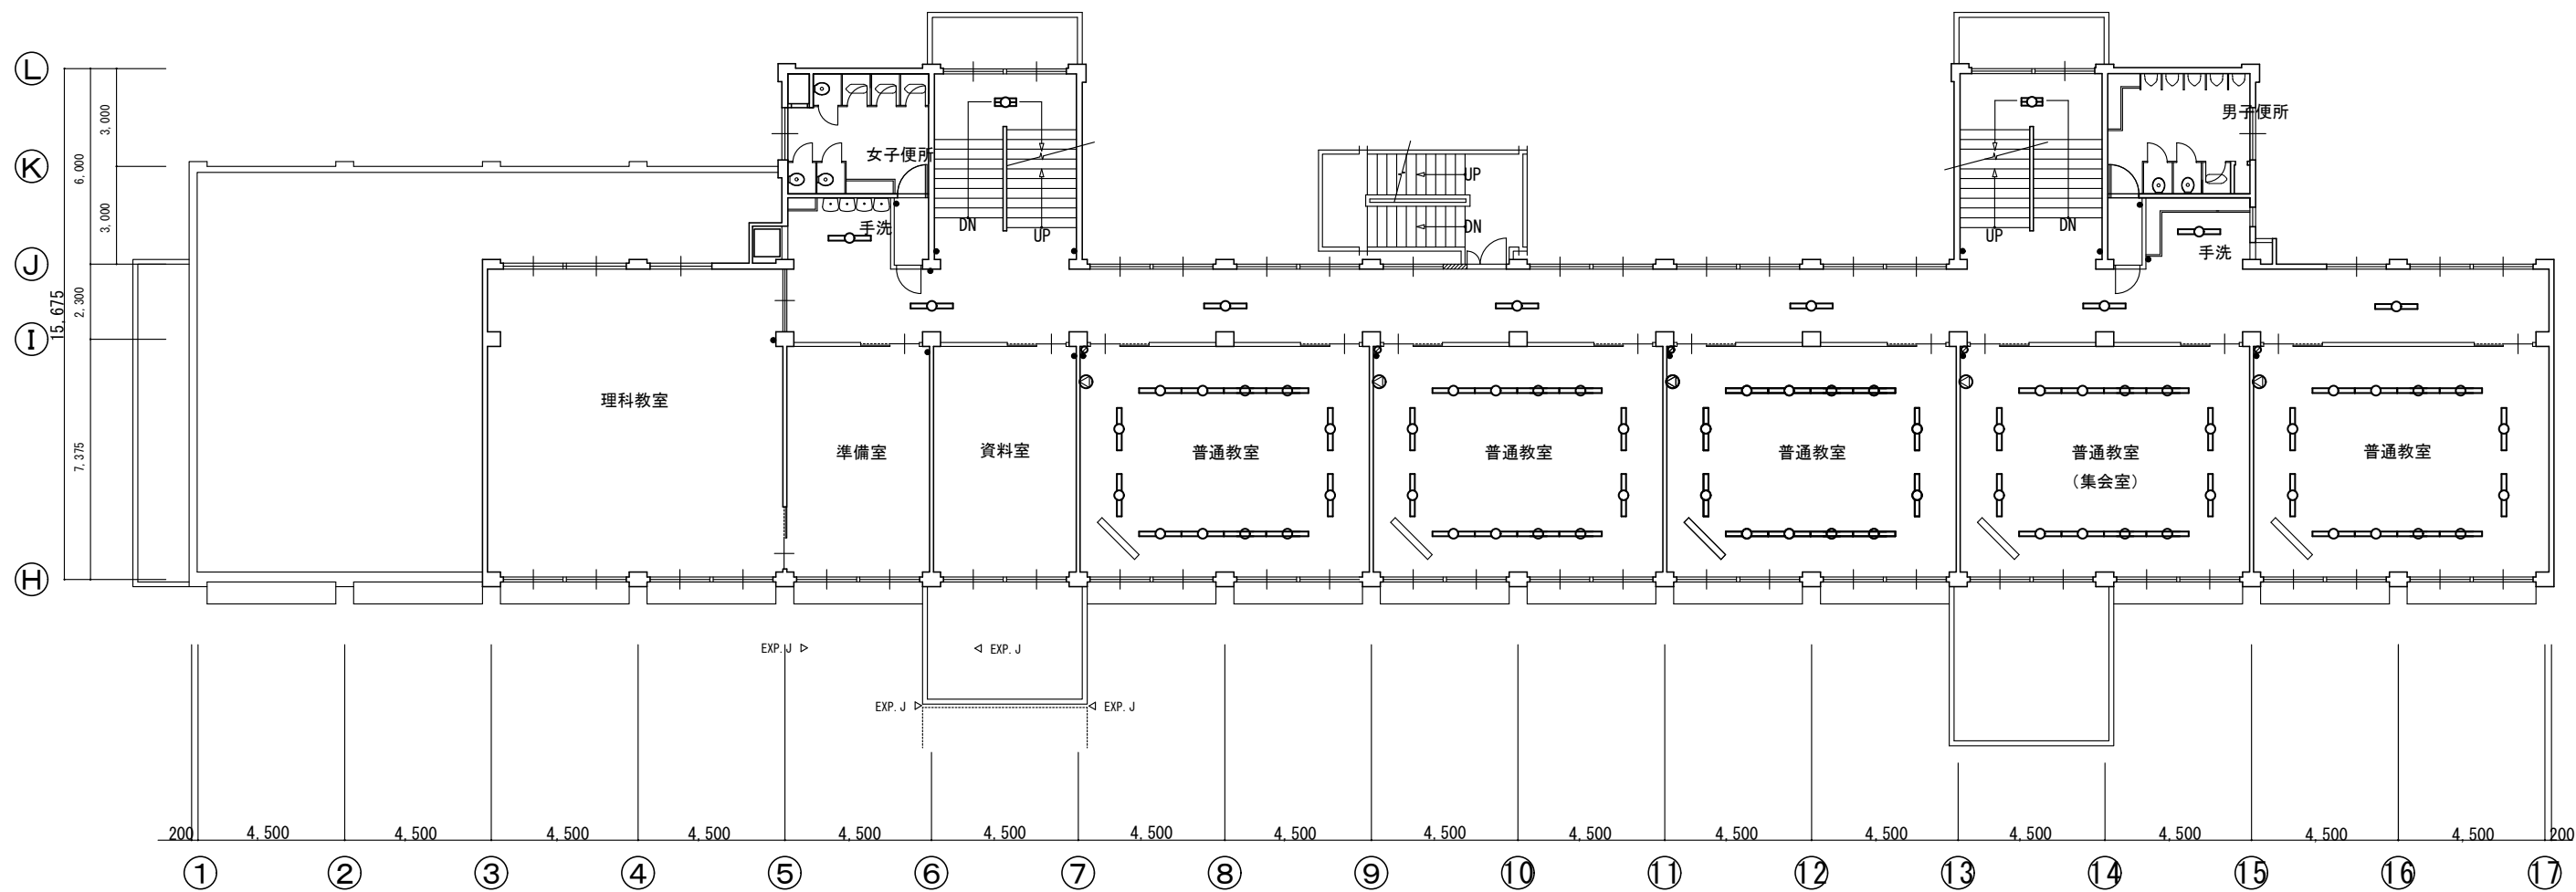 Ⓛ
3,000
男子便所
女子便所
Ⓚ
6,000
UP
3,000
手洗
DN
UP
DN
UP
DN
手洗
Ⓙ
2,300
15,675
Ⓘ
理科教室
7,375
準備室
資料室
普通教室
普通教室
普通教室
普通教室
(集会室)
普通教室
Ⓗ
EXP.J
EXP.J
EXP.J
EXP.J
200 4,500 4,500 4,500 4,500 4,500 4,500 4,500 4,500 4,500 4,500 4,500 4,500 4,500 4,500 4,500 4,500 200
① ② ③ ④ ⑤ ⑥ ⑦ ⑧ ⑨ ⑩ ⑪ ⑫ ⑬ ⑭ ⑮ ⑯ ⑰